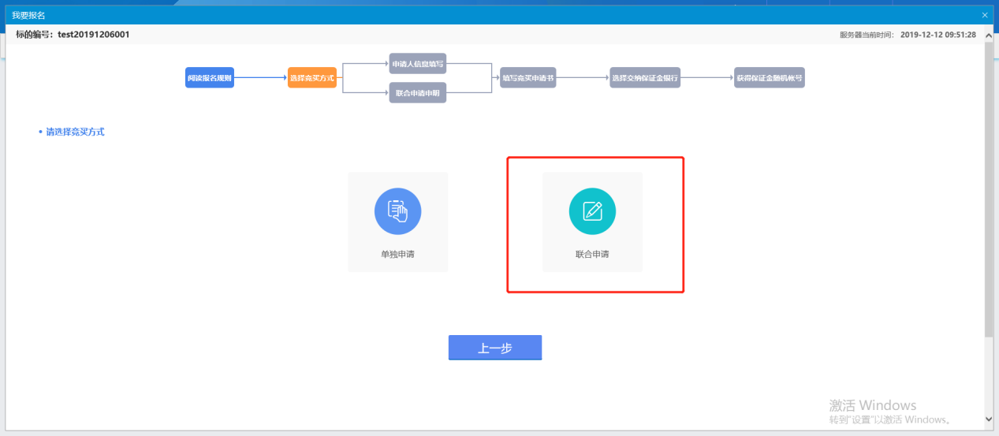 我要报名
标的编号：test20191206001
服务器当前时间： 2019-12-12 09:51:28
阅读报名规则
选择竞买方式
申请人信息填写
联合申请申明
填写竞买申请书
选择交纳保证金银行
获得保证金随机帐号
• 请选择竞买方式
单独申请
联合申请
上一步
激活 Windows
转到"设置"以激活 Windows。